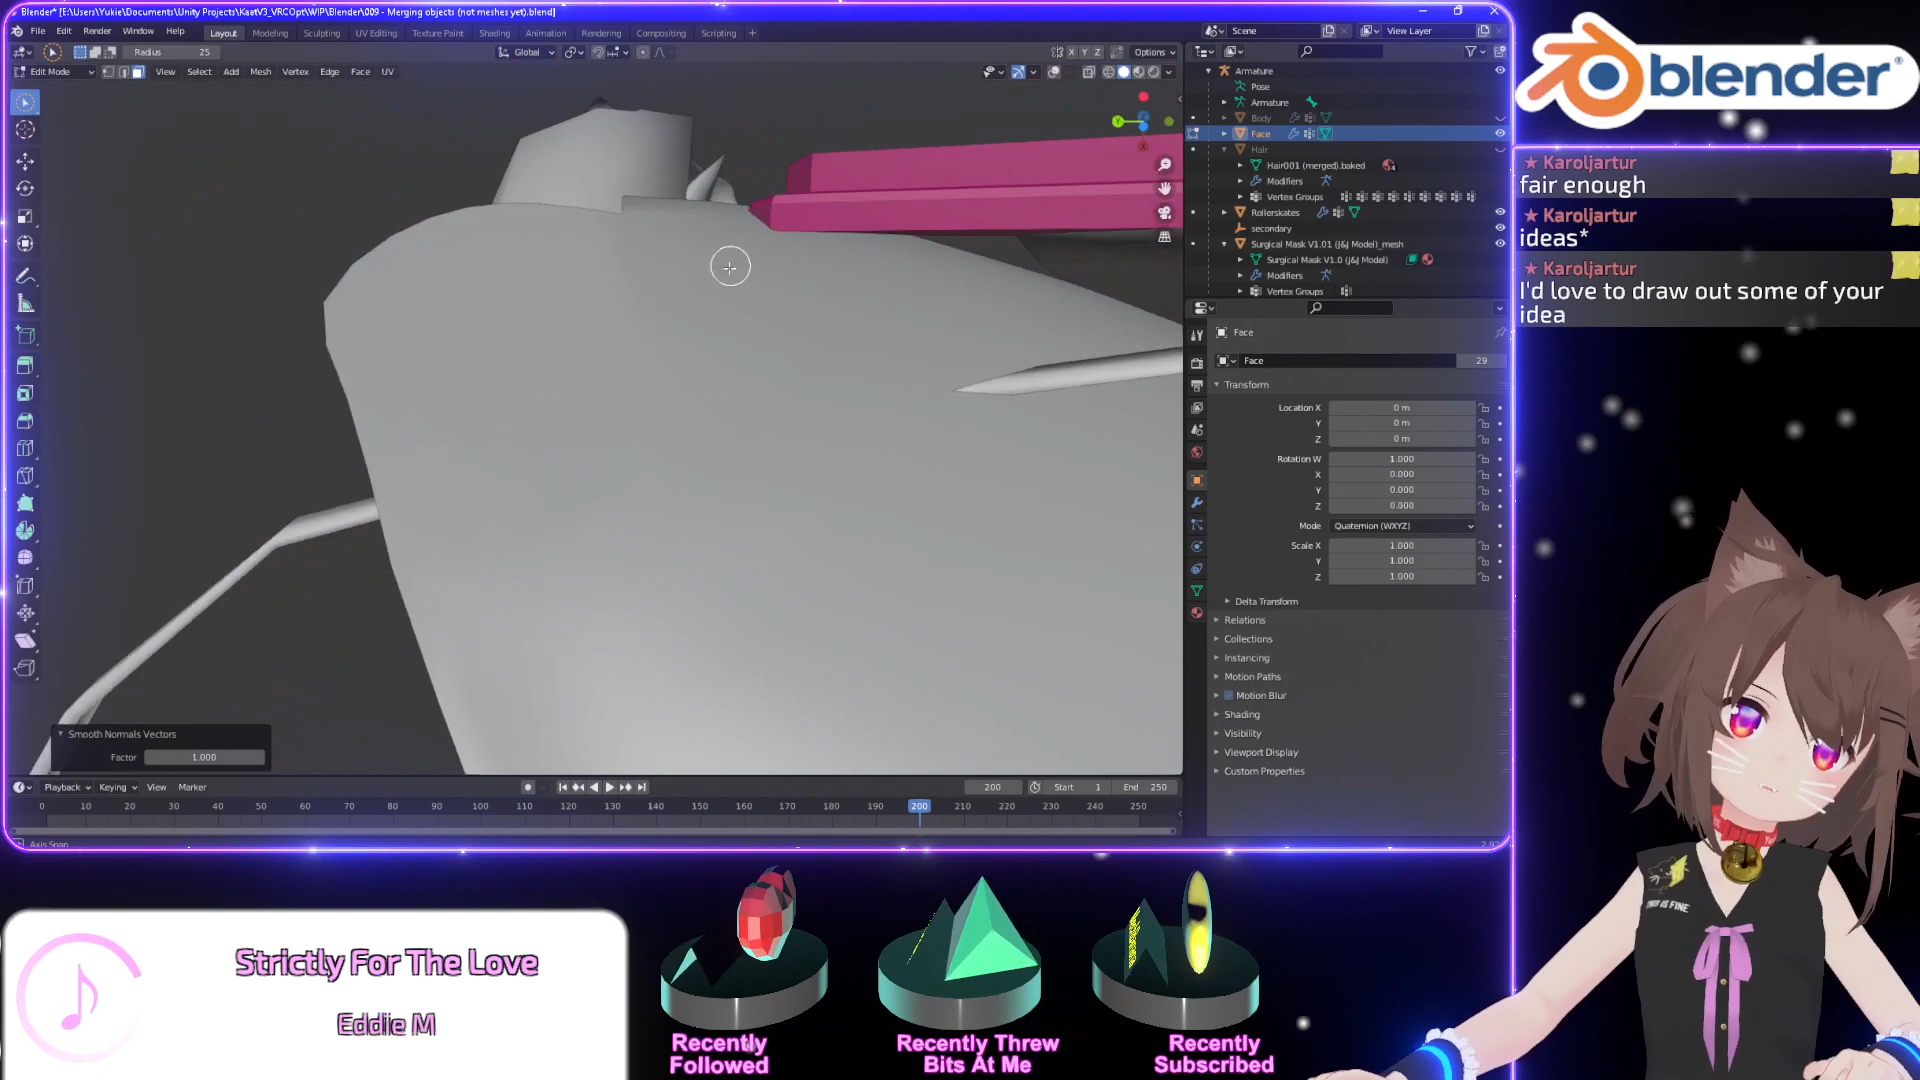 Blender* [E:\Users\Yukie\Documents\Unity Projects\KaatV3_VRCOpt\WIP\Blender\009 - Merging objects (not meshes yet).blend]
File Edit Render Window Help
Layout Modeling Sculpting UV Editing Texture Paint Shading Animation Rendering Compositing Scripting
Scene
View Layer
Radius 25
Global
X Y Z
Options
Edit Mode View Select Add Mesh Vertex Edge Face UV
Armature
Pose
Armature
Body
Face
Hair
Hair001 (merged).baked
Modifiers
Vertex Groups
Rollerskates
secondary
Surgical Mask V1.01 (J&J Model)_mesh
Surgical Mask V1.0 (J&J Model)
Modifiers
Vertex Groups
Y
Face
Face 29
Transform
Location X 0 m
Y 0 m
Z 0 m
Rotation W 1.000
X 0.000
Y 0.000
Z 0.000
Mode Quaternion (WXYZ)
Scale X 1.000
Y 1.000
Z 1.000
Delta Transform
Relations
Collections
Instancing
Motion Paths
Motion Blur
Shading
Visibility
Viewport Display
Custom Properties
Smooth Normals Vectors
Factor 1.000
Playback Keying View Marker
200 Start 1 End 250
0 10 20 30 40 50 60 70 80 90 100 110 120 130 140 150 160 170 180 190 200 210 220 230 240 250
Axis Snap
blender
Karoljartur
fair enough
Karoljartur
ideas*
Karoljartur
I'd love to draw out some of your
idea
THIS IS FINE
Strictly For The Love
Eddie M
Recently
Followed
Recently Threw
Bits At Me
Recently
Subscribed